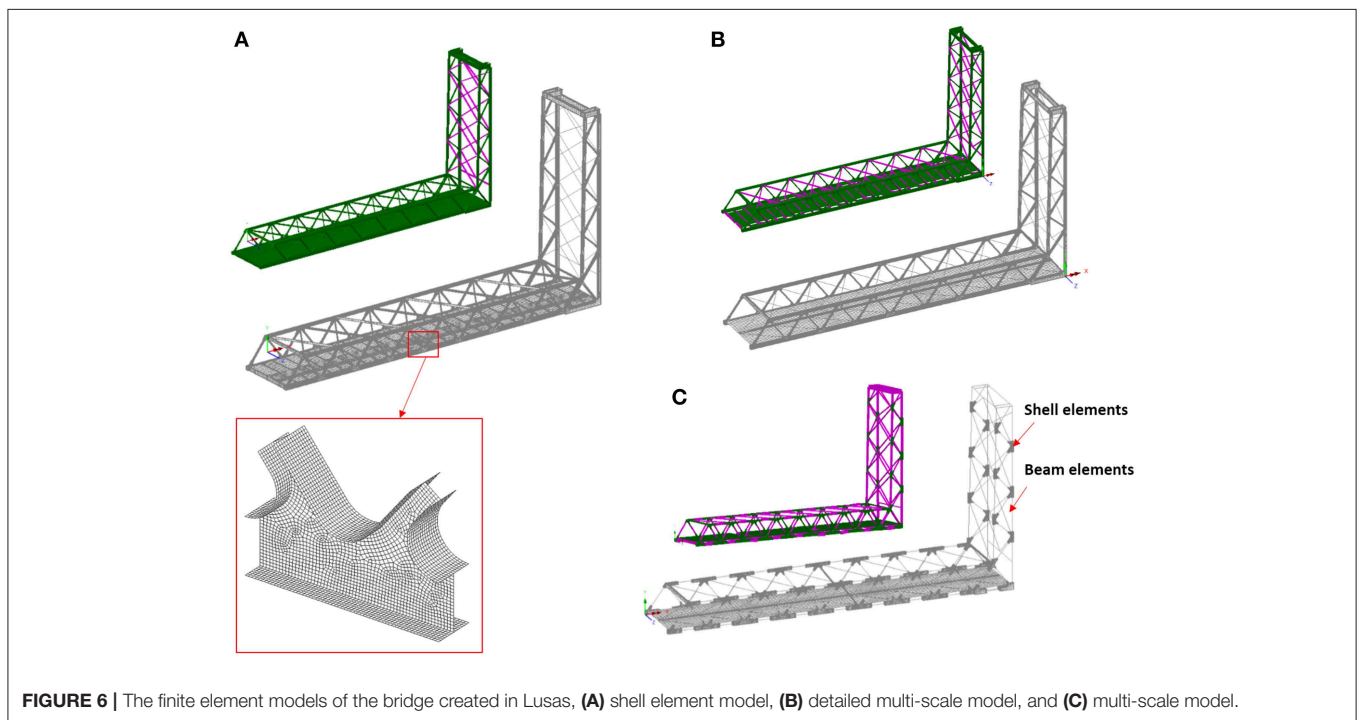 A
B
C
Shell elements
Beam elements
FIGURE 6 | The finite element models of the bridge created in Lusas, (A) shell element model, (B) detailed multi-scale model, and (C) multi-scale model.